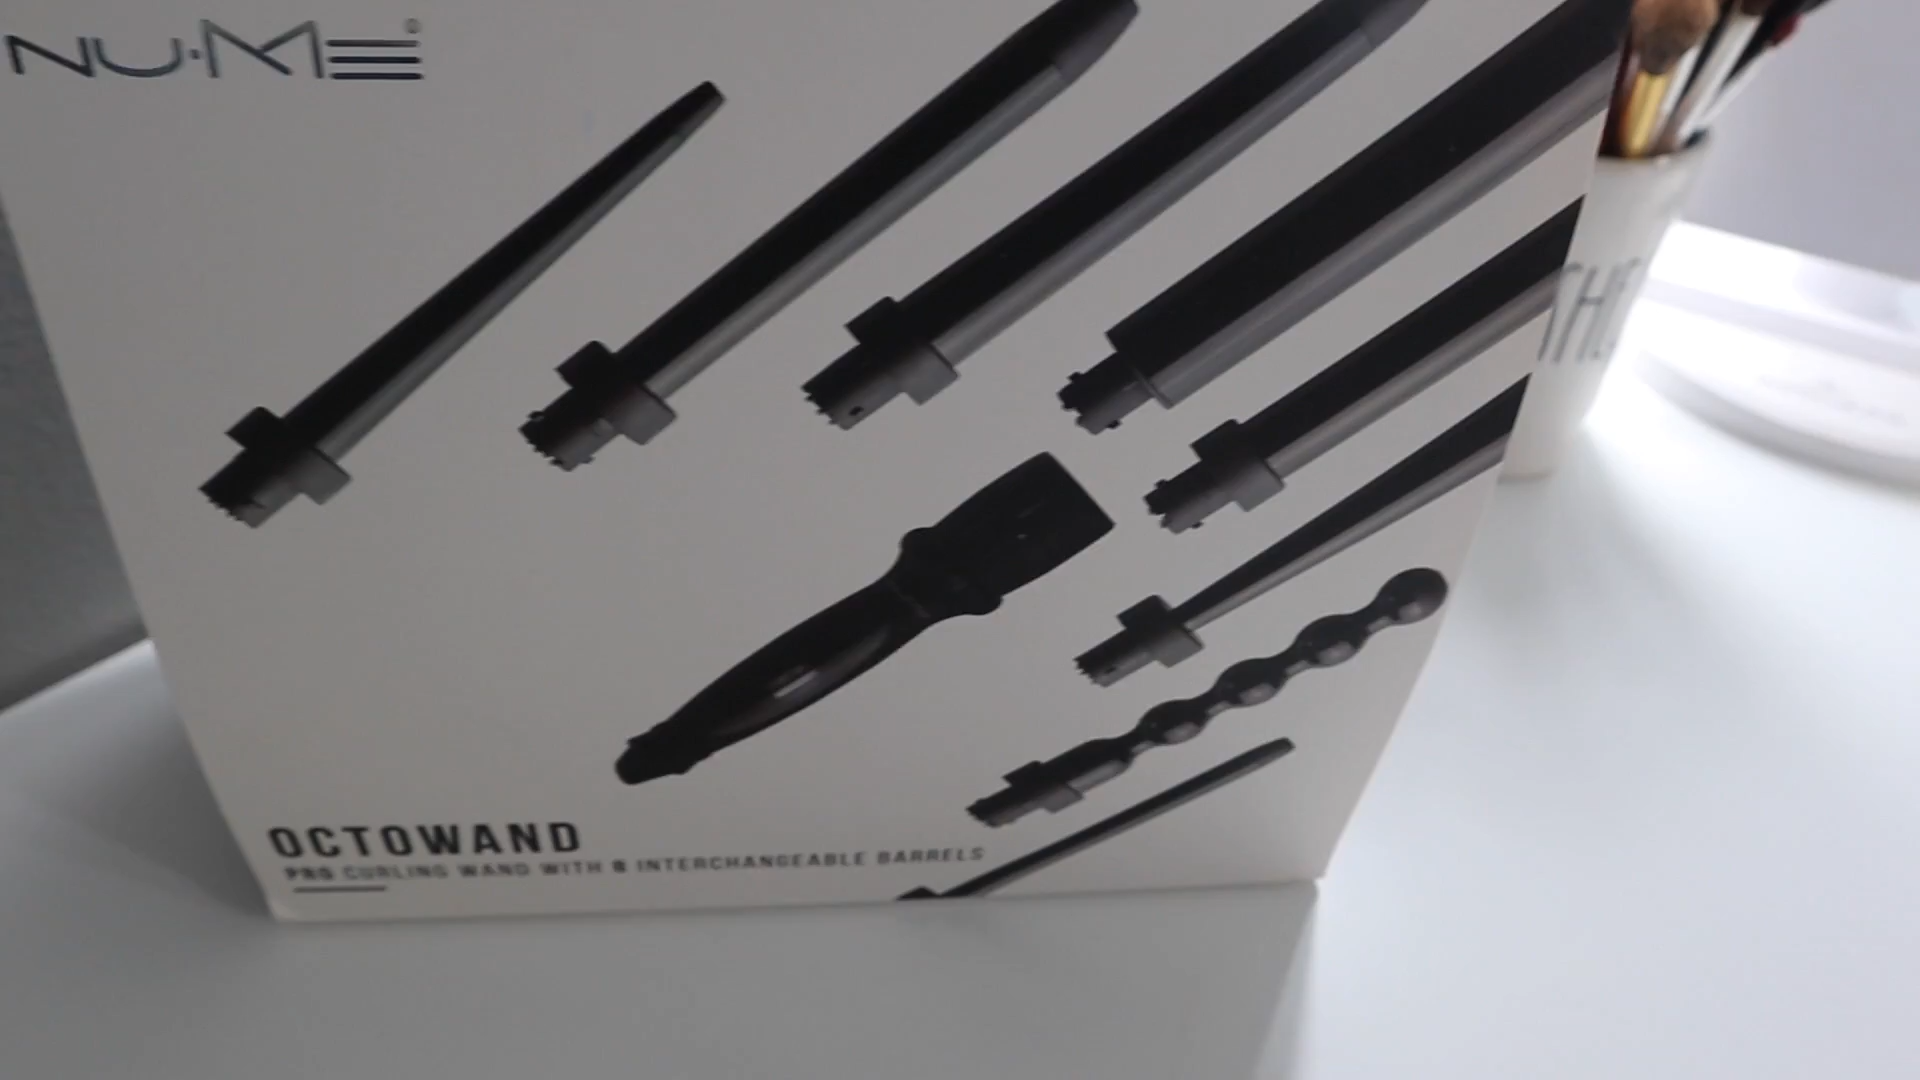 NU·ME®
OCTOWAND
PRO CURLING WAND WITH 8 INTERCHANGEABLE BARRELS